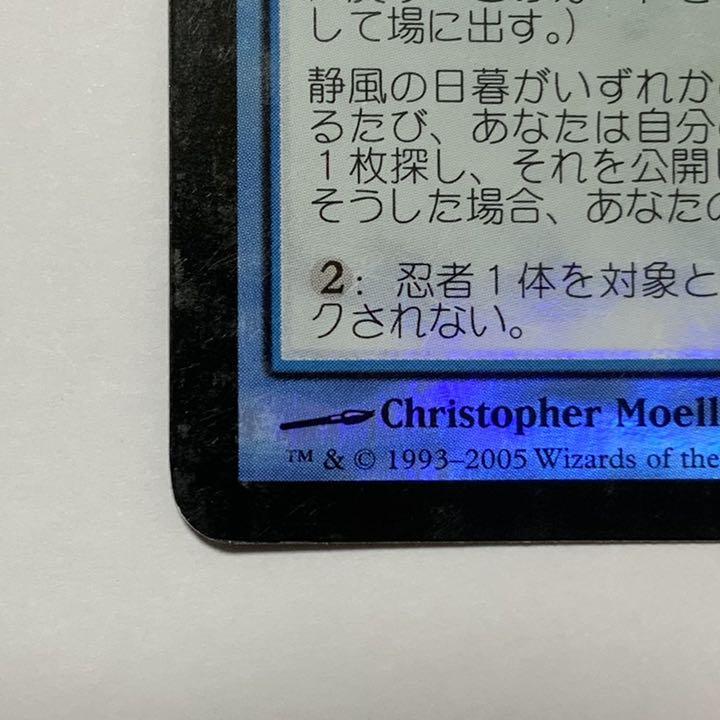 して場に出す。）
静風の日暮がいずれか
るたび、あなたは自分
1枚探し、それを公開
そうした場合、あなたの
2：忍者1体を対象と
クされない。
Christopher Moell
™ & © 1993–2005 Wizards of the